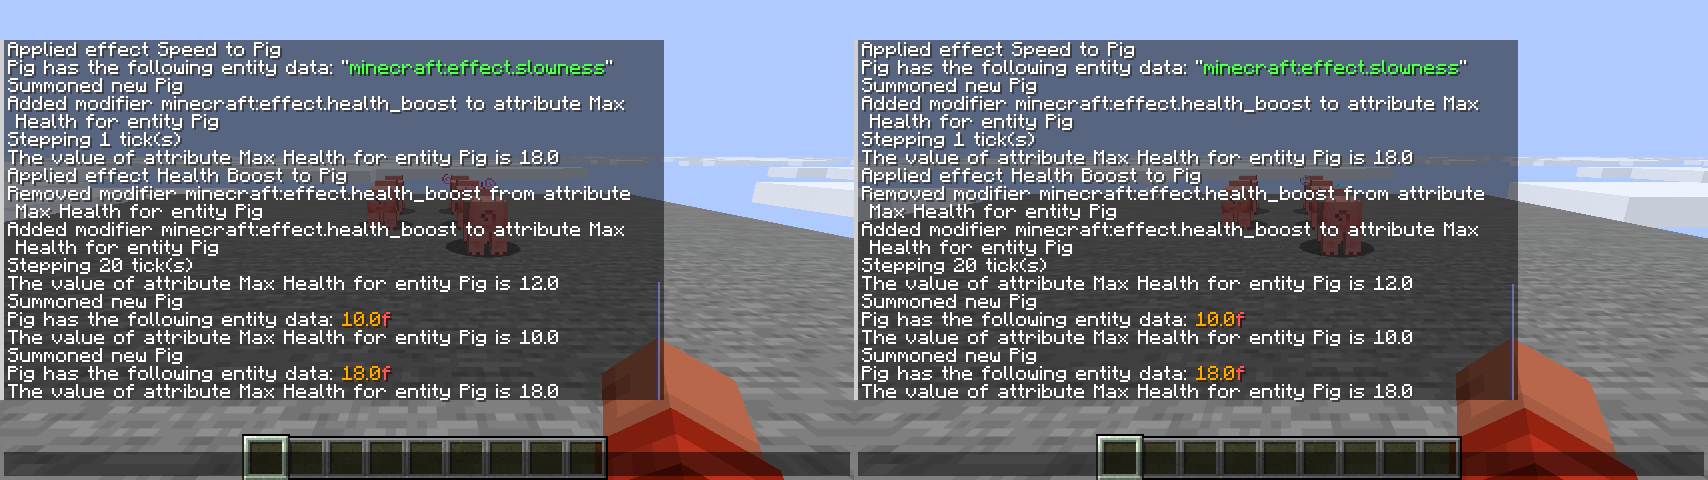 Applied effect Speed to Pig
Pig has the following entity data: "minecraft:effect.slowness"
Summoned new Pig
Added modifier minecraft:effect.health_boost to attribute Max
Health for entity Pig
Stepping 1 tick(s)
The value of attribute Max Health for entity Pig is 18.0
Applied effect Health Boost to Pig
Removed modifier minecraft:effect.health_boost from attribute
Max Health for entity Pig
Added modifier minecraft:effect.health_boost to attribute Max
Health for entity Pig
Stepping 20 tick(s)
The value of attribute Max Health for entity Pig is 12.0
Summoned new Pig
Pig has the following entity data: 10.0f
The value of attribute Max Health for entity Pig is 10.0
Summoned new Pig
Pig has the following entity data: 18.0f
The value of attribute Max Health for entity Pig is 18.0
Applied effect Speed to Pig
Pig has the following entity data: "minecraft:effect.slowness"
Summoned new Pig
Added modifier minecraft:effect.health_boost to attribute Max
Health for entity Pig
Stepping 1 tick(s)
The value of attribute Max Health for entity Pig is 18.0
Applied effect Health Boost to Pig
Removed modifier minecraft:effect.health_boost from attribute
Max Health for entity Pig
Added modifier minecraft:effect.health_boost to attribute Max
Health for entity Pig
Stepping 20 tick(s)
The value of attribute Max Health for entity Pig is 12.0
Summoned new Pig
Pig has the following entity data: 10.0f
The value of attribute Max Health for entity Pig is 10.0
Summoned new Pig
Pig has the following entity data: 18.0f
The value of attribute Max Health for entity Pig is 18.0